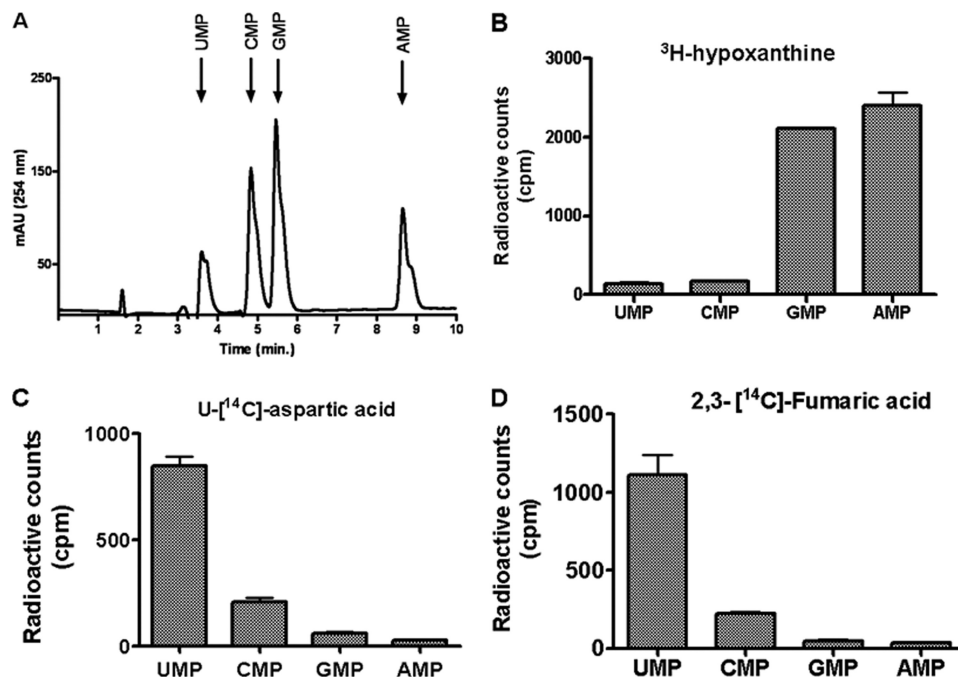 A
UMP
CMP
GMP
AMP
250
150
50
mAU (254 nm)
1 2 3 4 5 6 7 8 9 10
Time (min.)
B
³H-hypoxanthine
Radioactive counts
(cpm)
3000
2000
1000
0
UMP CMP GMP AMP
C
U-[¹⁴C]-aspartic acid
Radioactive counts
(cpm)
1000
500
0
UMP CMP GMP AMP
D
2,3- [¹⁴C]-Fumaric acid
Radioactive counts
(cpm)
1500
1000
500
0
UMP CMP GMP AMP